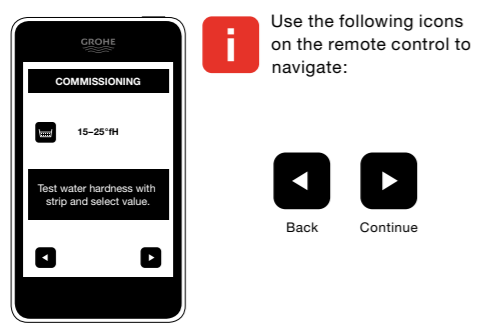 GROHE
COMMISSIONING
15–25°fH
Test water hardness with
strip and select value.
i
Use the following icons
on the remote control to
navigate:
Back
Continue